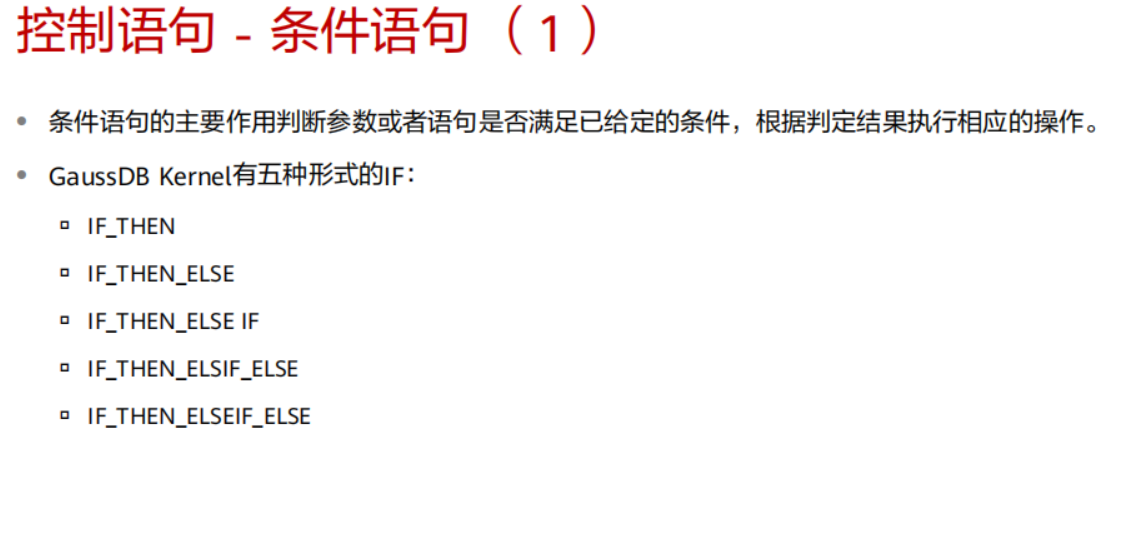 控制语句 - 条件语句（1）
• 条件语句的主要作用判断参数或者语句是否满足已给定的条件，根据判定结果执行相应的操作。
• GaussDB Kernel有五种形式的IF：
▫ IF_THEN
▫ IF_THEN_ELSE
▫ IF_THEN_ELSE IF
▫ IF_THEN_ELSIF_ELSE
▫ IF_THEN_ELSEIF_ELSE